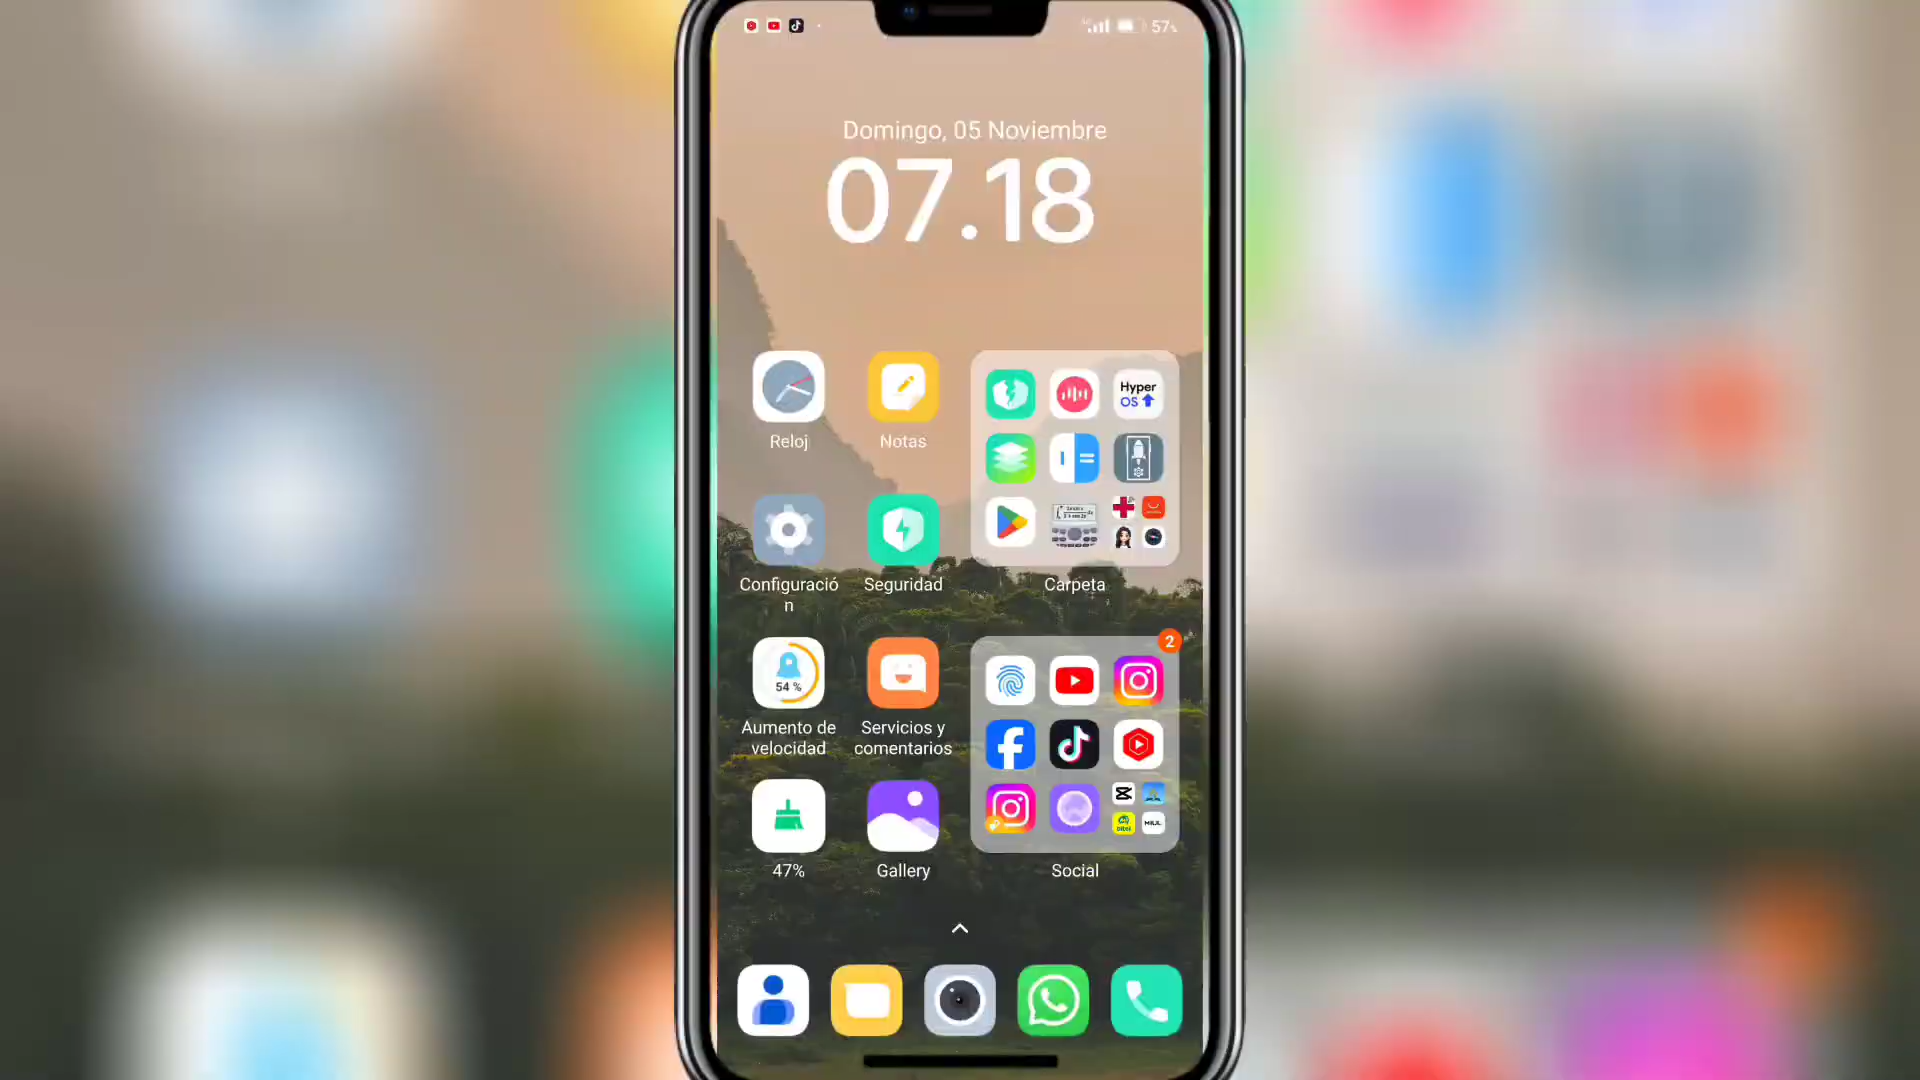 57%
Domingo, 05 Noviembre
07.18
Hyper
OS
Reloj
Notas
Configuració
n
Seguridad
Carpeta
2
54 %
Aumento de
velocidad
Servicios y
comentarios
MIUI
47%
Gallery
Social